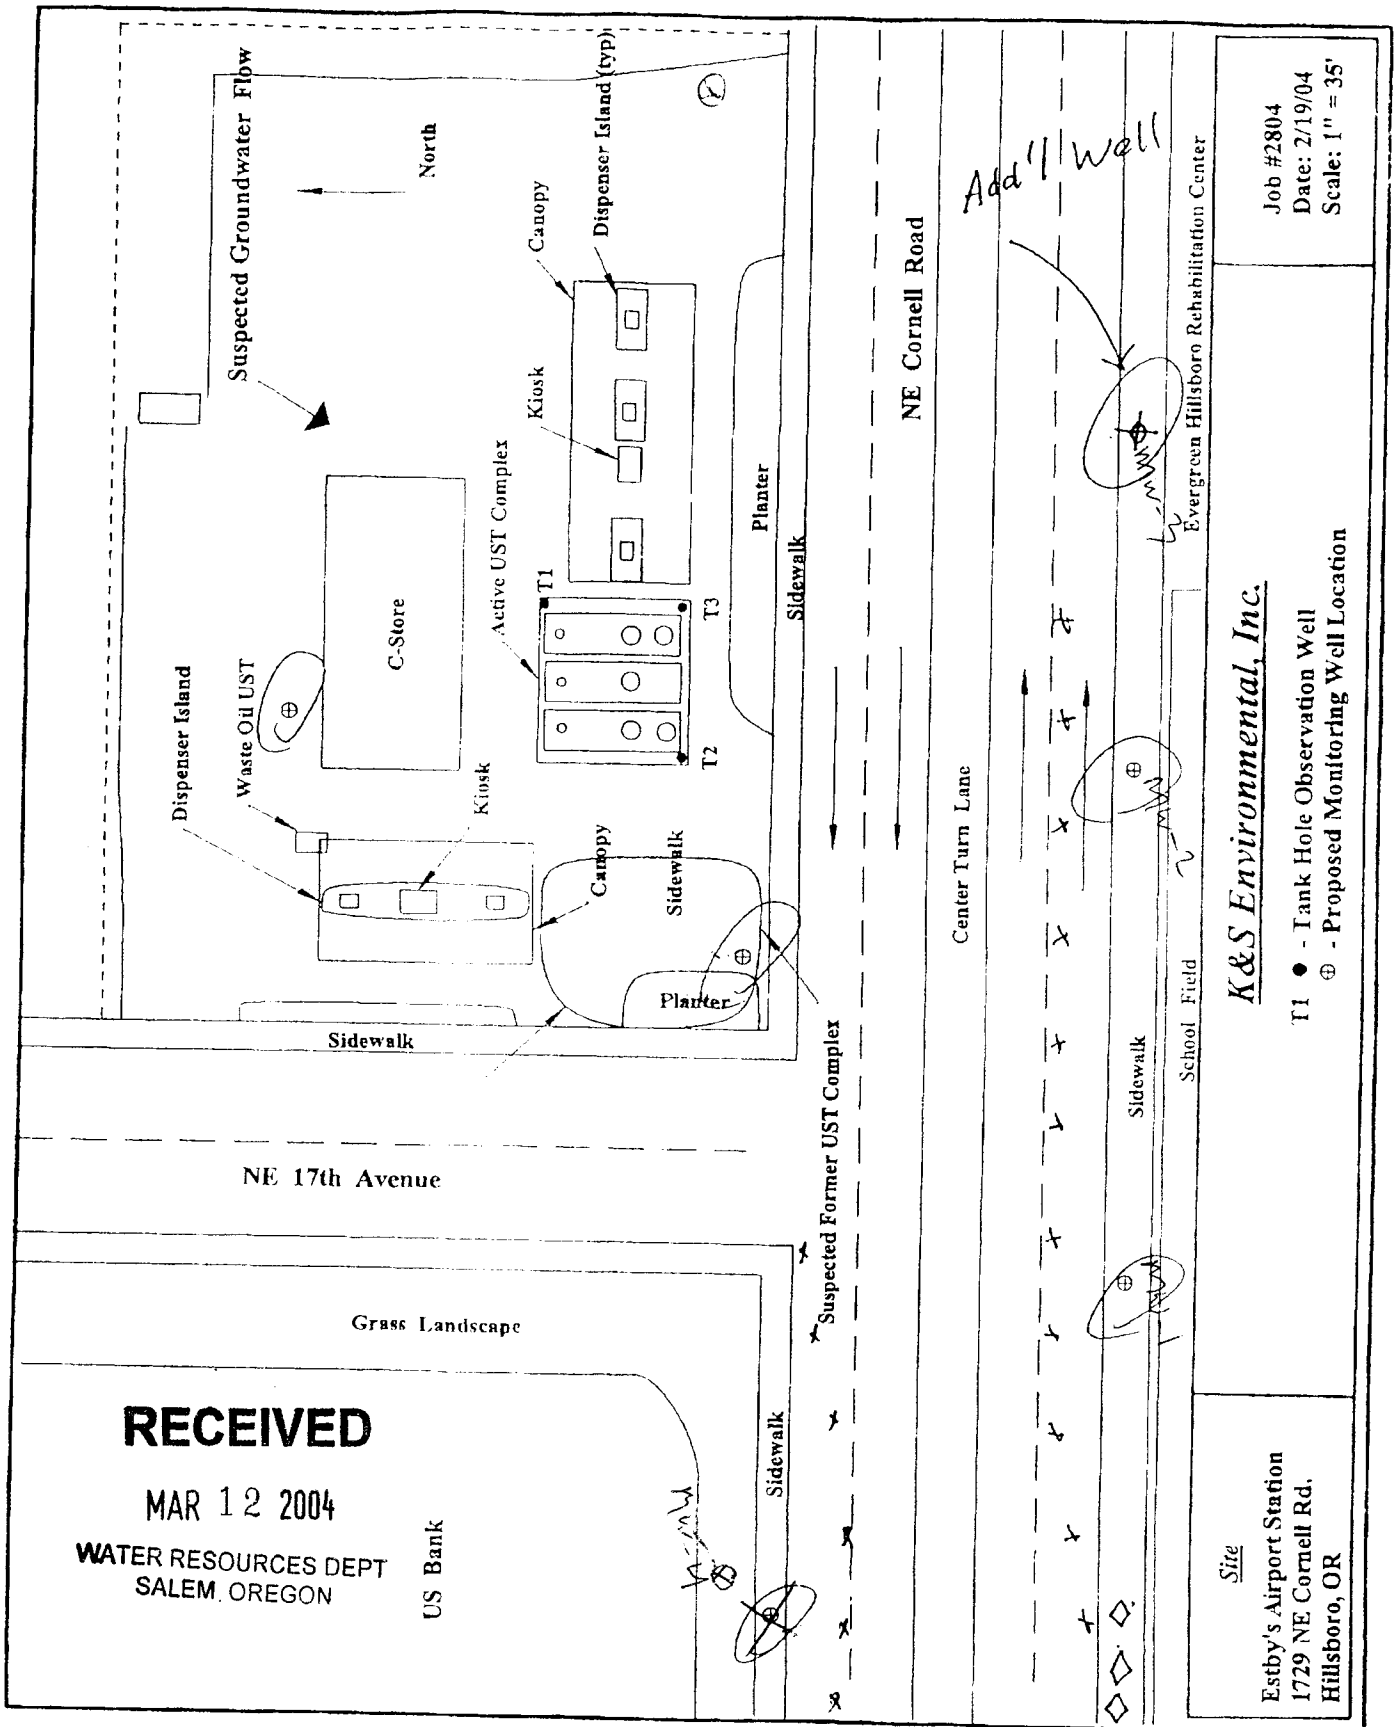 Suspected Groundwater Flow
North
Dispenser Island (typ)
Canopy
Kiosk
Active UST Complex
C-Store
T1
T3
T2
Waste Oil UST
Dispenser Island
Kiosk
Canopy
Sidewalk
Planter
Planter
Sidewalk
Sidewalk
Suspected Former UST Complex
NE 17th Avenue
Grass Landscape
Sidewalk
US Bank
NE Cornell Road
Center Turn Lane
Add'l Well
Sidewalk
School Field
Evergreen Hillsboro Rehabilitation Center
RECEIVED
MAR 12 2004
WATER RESOURCES DEPT
SALEM, OREGON
Site
Estby's Airport Station
1729 NE Cornell Rd.
Hillsboro, OR
K&S Environmental, Inc.
T1 ● - Tank Hole Observation Well
⊕ - Proposed Monitoring Well Location
Job #2804
Date: 2/19/04
Scale: 1" = 35'